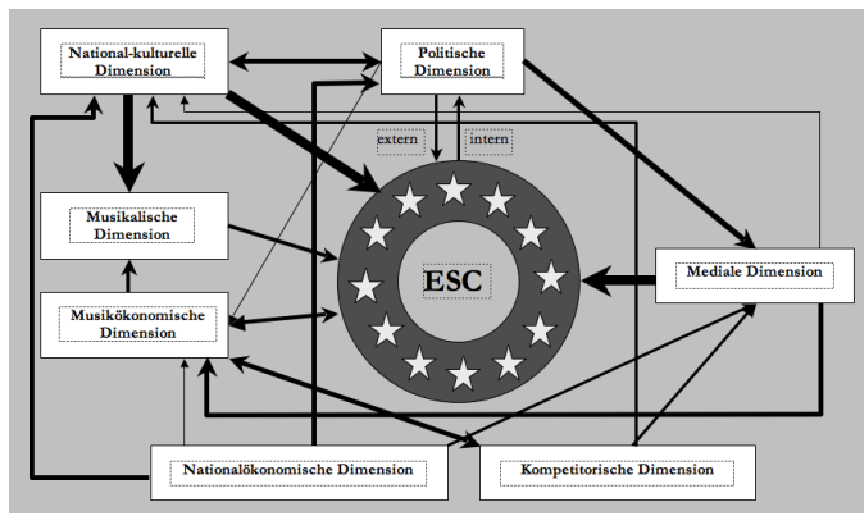 National-kulturelle
Dimension
Politische
Dimension
extern
intern
Musikalische
Dimension
ESC
Mediale Dimension
Musikökonomische
Dimension
Nationalökonomische Dimension
Kompetitorische Dimension